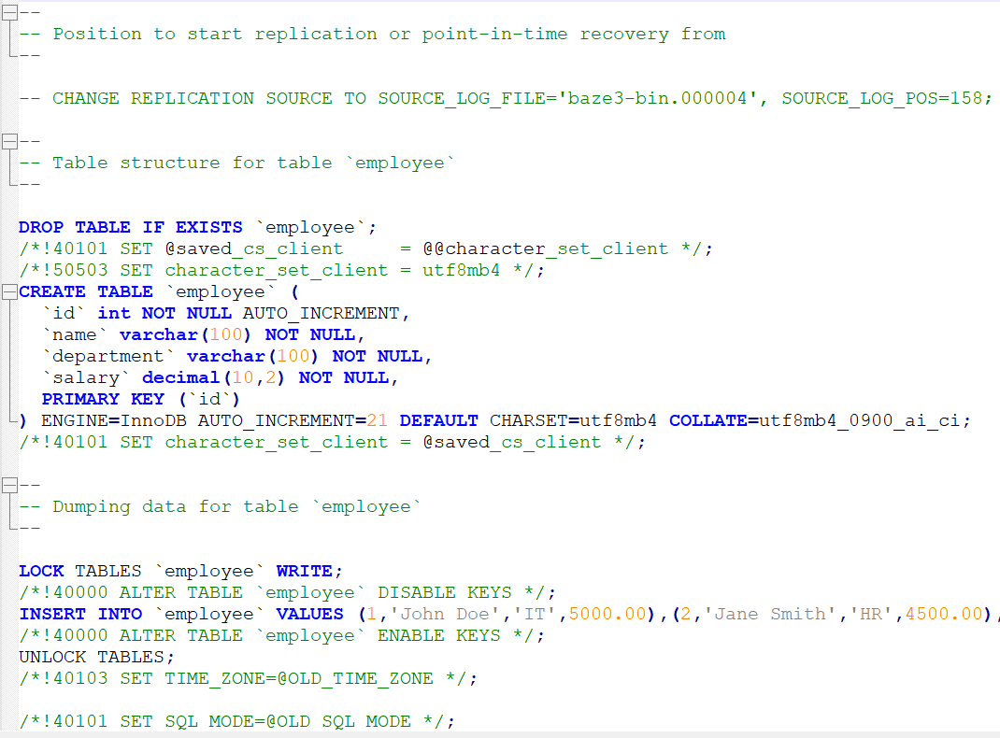 --
-- Position to start replication or point-in-time recovery from
--
-- CHANGE REPLICATION SOURCE TO SOURCE_LOG_FILE='baze3-bin.000004', SOURCE_LOG_POS=158;
--
-- Table structure for table `employee`
--
DROP TABLE IF EXISTS `employee`;
/*!40101 SET @saved_cs_client     = @@character_set_client */;
/*!50503 SET character_set_client = utf8mb4 */;
CREATE TABLE `employee` (
  `id` int NOT NULL AUTO_INCREMENT,
  `name` varchar(100) NOT NULL,
  `department` varchar(100) NOT NULL,
  `salary` decimal(10,2) NOT NULL,
  PRIMARY KEY (`id`)
) ENGINE=InnoDB AUTO_INCREMENT=21 DEFAULT CHARSET=utf8mb4 COLLATE=utf8mb4_0900_ai_ci;
/*!40101 SET character_set_client = @saved_cs_client */;
--
-- Dumping data for table `employee`
--
LOCK TABLES `employee` WRITE;
/*!40000 ALTER TABLE `employee` DISABLE KEYS */;
INSERT INTO `employee` VALUES (1,'John Doe','IT',5000.00),(2,'Jane Smith','HR',4500.00),
/*!40000 ALTER TABLE `employee` ENABLE KEYS */;
UNLOCK TABLES;
/*!40103 SET TIME_ZONE=@OLD_TIME_ZONE */;
/*!40101 SET SQL_MODE=@OLD_SQL_MODE */;